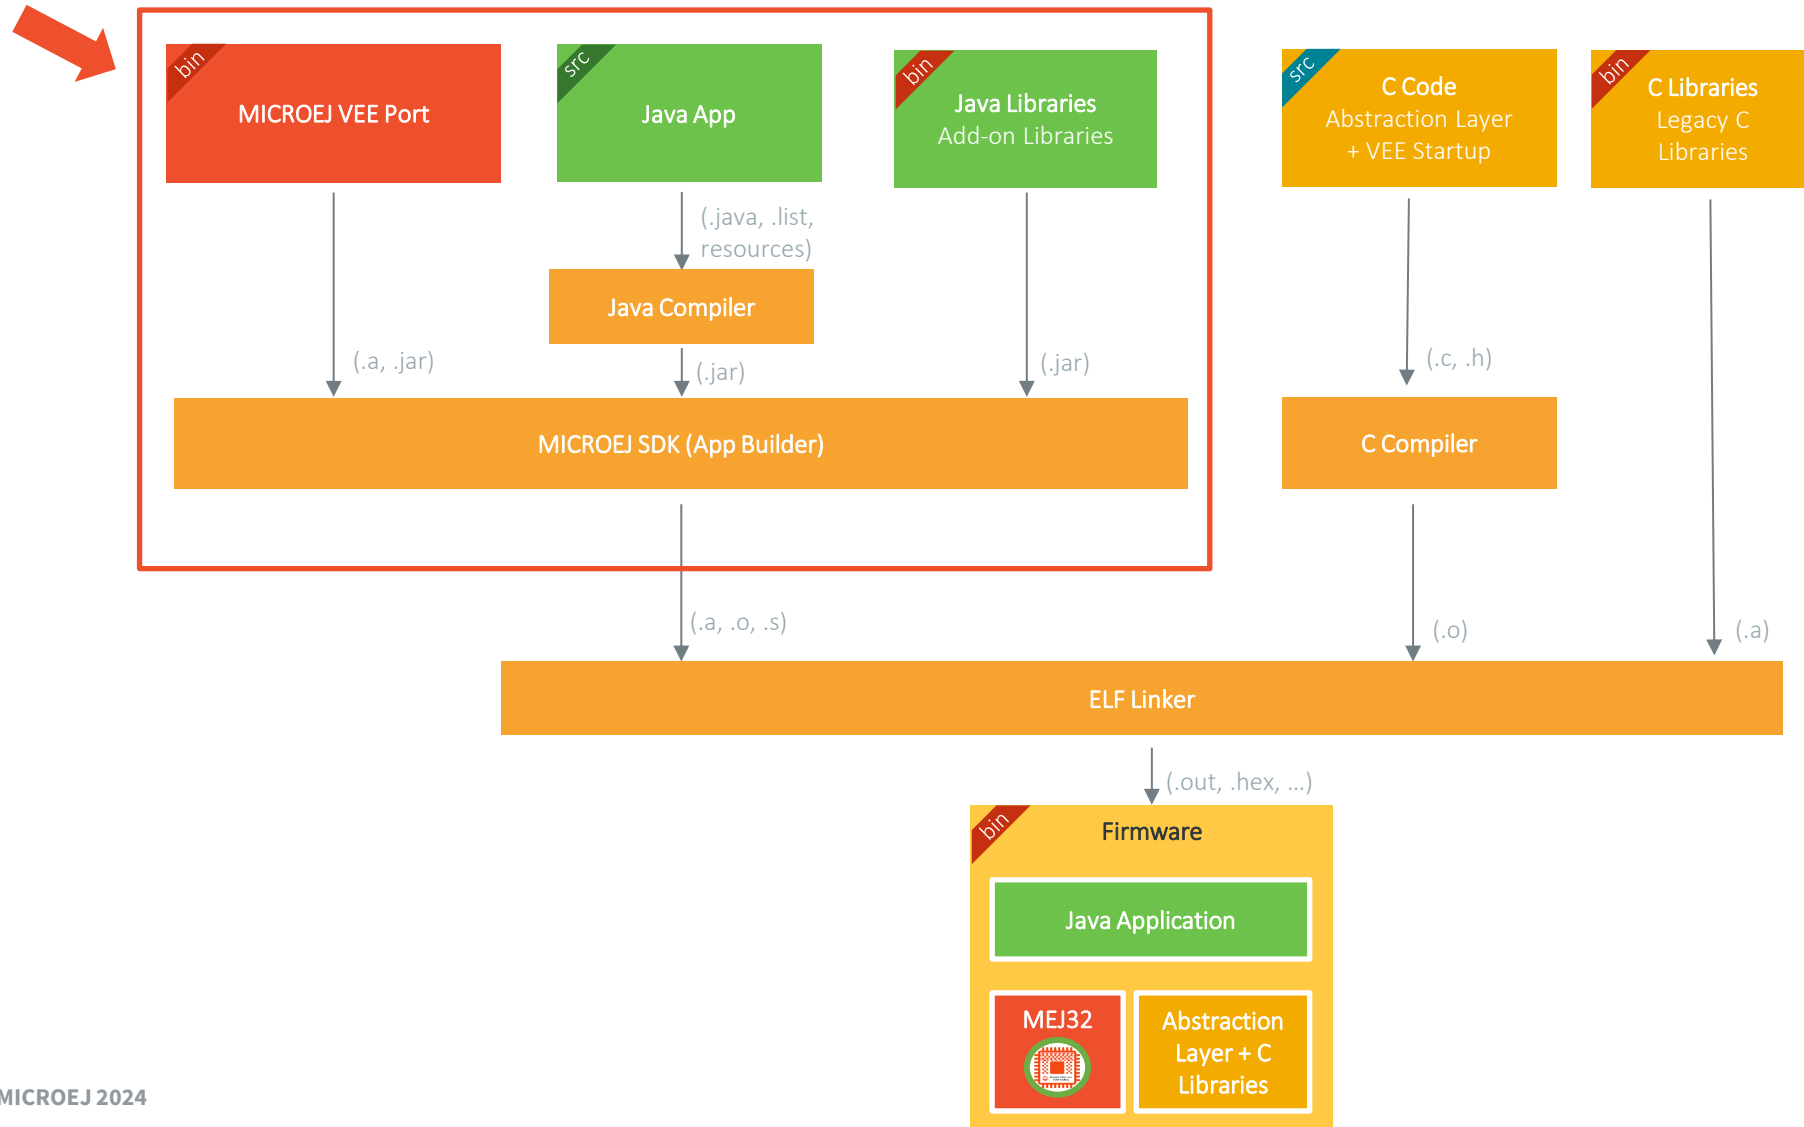 bin
MICROEJ VEE Port
src
Java App
bin
Java Libraries
Add-on Libraries
src
C Code
Abstraction Layer
+ VEE Startup
bin
C Libraries
Legacy C
Libraries
(.java, .list,
resources)
Java Compiler
(.a, .jar)
(.jar)
(.jar)
(.c, .h)
MICROEJ SDK (App Builder)
C Compiler
(.a, .o, .s)
(.o)
(.a)
ELF Linker
(.out, .hex, ...)
bin
Firmware
Java Application
MEJ32
Abstraction
Layer + C
Libraries
MICROEJ 2024